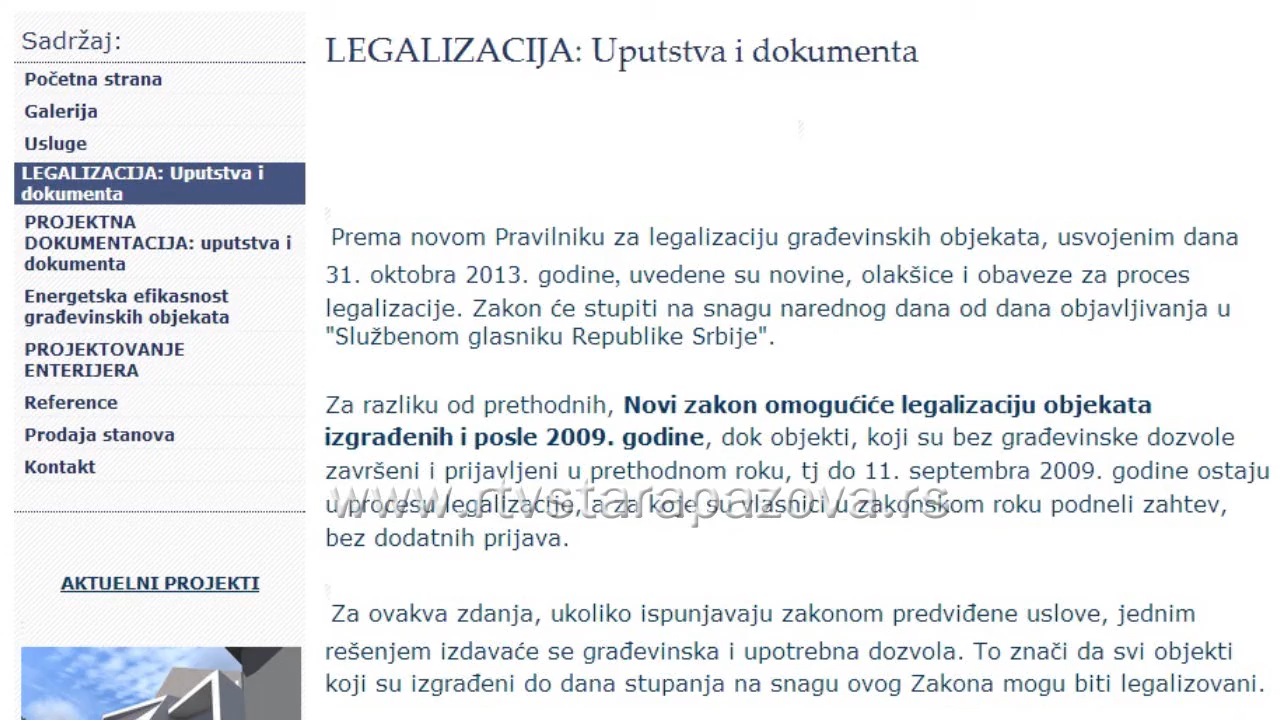 Sadržaj:
Početna strana
Galerija
Usluge
LEGALIZACIJA: Uputstva i
dokumenta
PROJEKTNA
DOKUMENTACIJA: uputstva i
dokumenta
Energetska efikasnost
građevinskih objekata
PROJEKTOVANJE
ENTERIJERA
Reference
Prodaja stanova
Kontakt
AKTUELNI PROJEKTI
LEGALIZACIJA: Uputstva i dokumenta
Prema novom Pravilniku za legalizaciju građevinskih objekata, usvojenim dana
31. oktobra 2013. godine, uvedene su novine, olakšice i obaveze za proces
legalizacije. Zakon će stupiti na snagu narednog dana od dana objavljivanja u
"Službenom glasniku Republike Srbije".
Za razliku od prethodnih, Novi zakon omogućiće legalizaciju objekata
izgrađenih i posle 2009. godine, dok objekti, koji su bez građevinske dozvole
završeni i prijavljeni u prethodnom roku, tj do 11. septembra 2009. godine ostaju
u procesu legalizacije, a za koje su vlasnici u zakonskom roku podneli zahtev,
www.rtvstarapazova.rs
bez dodatnih prijava.
Za ovakva zdanja, ukoliko ispunjavaju zakonom predviđene uslove, jednim
rešenjem izdavaće se građevinska i upotrebna dozvola. To znači da svi objekti
koji su izgrađeni do dana stupanja na snagu ovog Zakona mogu biti legalizovani.